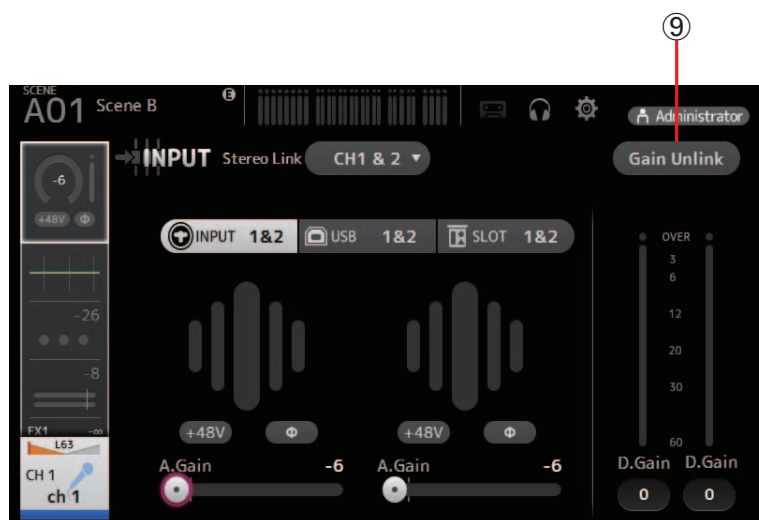 ⑨
SCENE
A01 Scene B
E
Administrator
INPUT Stereo Link CH1 & 2 ▼ Gain Unlink
-6
+48V Φ
INPUT 1&2 USB 1&2 SLOT 1&2
OVER
3
6
12
20
30
60
-26
-8
FX1 -∞
L63
CH 1
ch 1
+48V Φ +48V Φ
A.Gain -6 A.Gain -6
D.Gain D.Gain
0 0